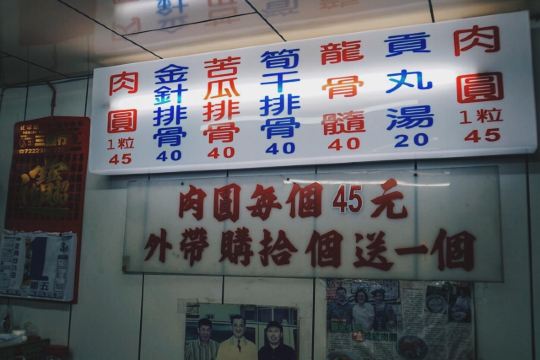 肉圓 1粒 45
貢丸湯 20
龍骨髓 40
筍干排骨 40
苦瓜排骨 40
金針排骨 40
肉圓 1粒 45
肉圓每個45元
外帶購拾個送一個
1